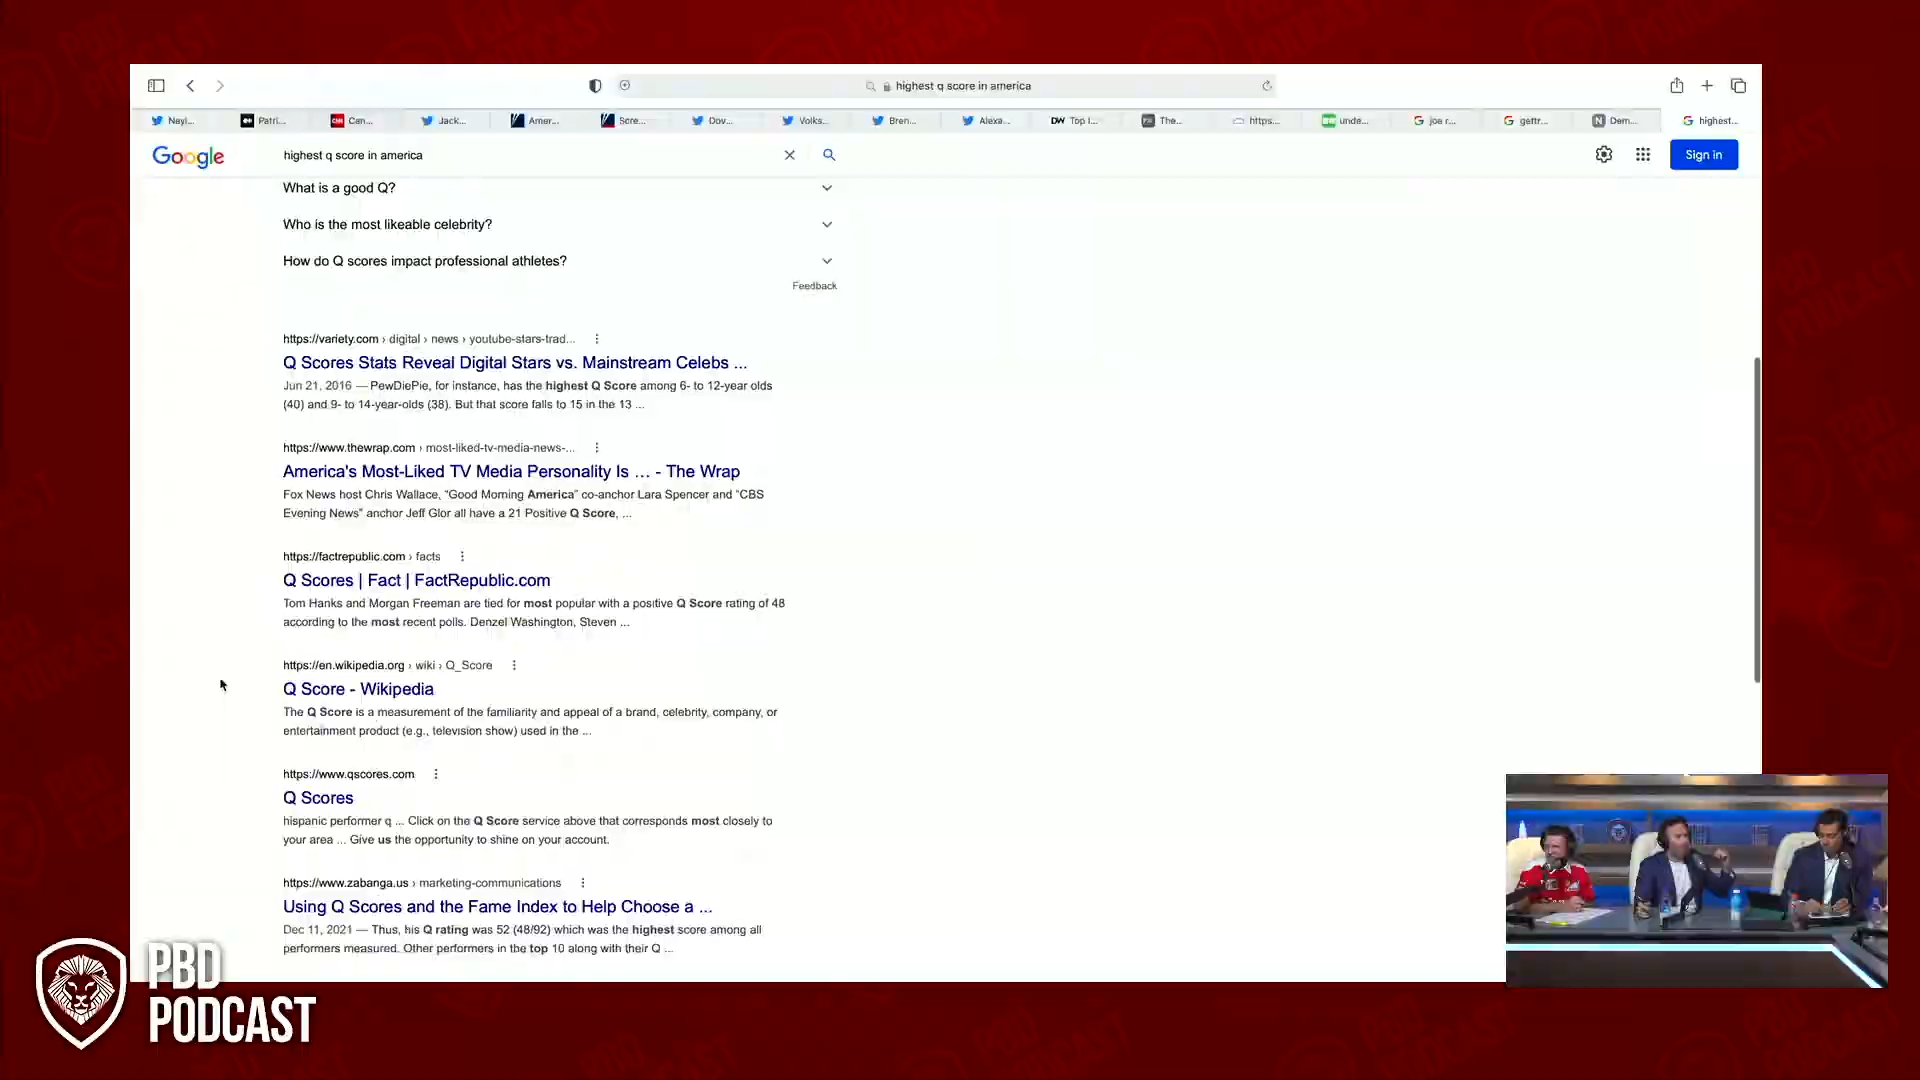 highest q score in america
Nayi...
Patri...
Can...
Jack...
Amer...
Scre...
Dov...
Volks...
Bren...
Alexa...
DW Top I...
The...
https...
unde...
joe r...
gettr...
Dem...
highest...
Google
highest q score in america
Sign in
What is a good Q?
Who is the most likeable celebrity?
How do Q scores impact professional athletes?
Feedback
https://variety.com › digital › news › youtube-stars-trad...
Q Scores Stats Reveal Digital Stars vs. Mainstream Celebs ...
Jun 21, 2016 — PewDiePie, for instance, has the highest Q Score among 6- to 12-year olds
(40) and 9- to 14-year-olds (38). But that score falls to 15 in the 13 ...
https://www.thewrap.com › most-liked-tv-media-news-...
America's Most-Liked TV Media Personality Is … - The Wrap
Fox News host Chris Wallace, “Good Morning America” co-anchor Lara Spencer and “CBS
Evening News” anchor Jeff Glor all have a 21 Positive Q Score, ...
https://factrepublic.com › facts
Q Scores | Fact | FactRepublic.com
Tom Hanks and Morgan Freeman are tied for most popular with a positive Q Score rating of 48
according to the most recent polls. Denzel Washington, Steven ...
https://en.wikipedia.org › wiki › Q_Score
Q Score - Wikipedia
The Q Score is a measurement of the familiarity and appeal of a brand, celebrity, company, or
entertainment product (e.g., television show) used in the ...
https://www.qscores.com
Q Scores
hispanic performer q ... Click on the Q Score service above that corresponds most closely to
your area ... Give us the opportunity to shine on your account.
https://www.zabanga.us › marketing-communications
Using Q Scores and the Fame Index to Help Choose a ...
Dec 11, 2021 — Thus, his Q rating was 52 (48/92) which was the highest score among all
performers measured. Other performers in the top 10 along with their Q ...
PBD
PODCAST